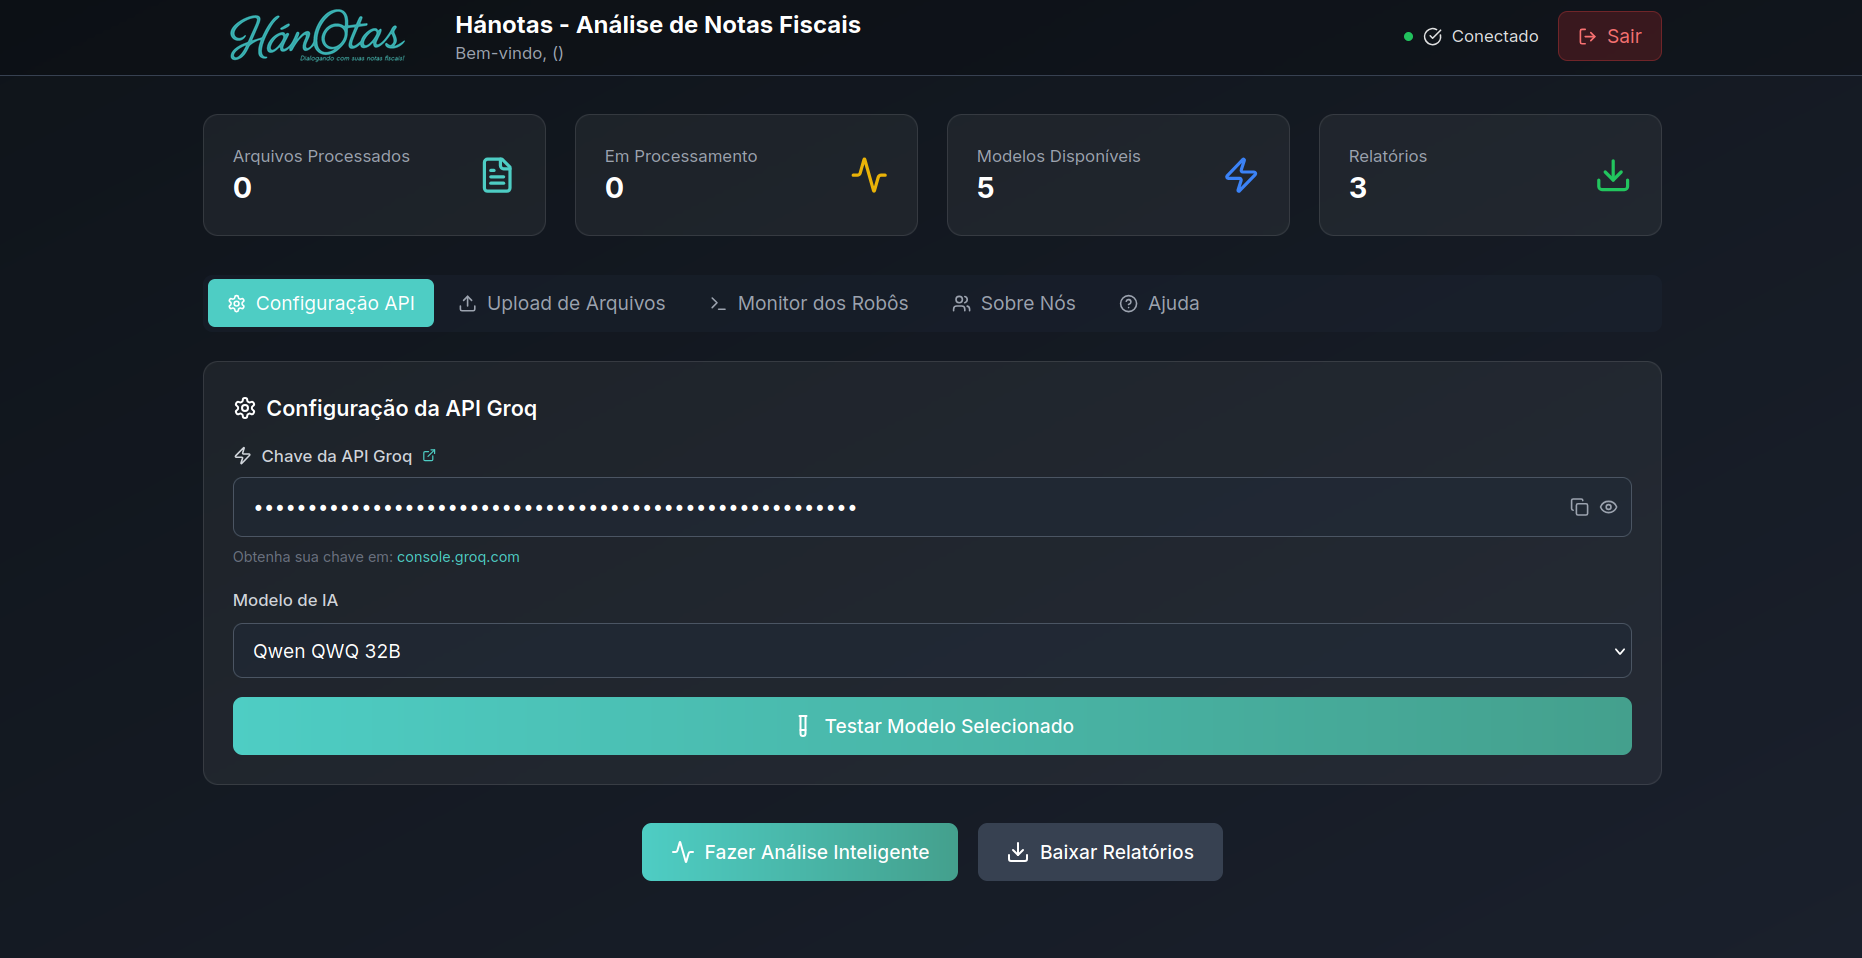 HánOtas
Dialogando com suas notas fiscais!
Hánotas - Análise de Notas Fiscais
Bem-vindo, ()
Conectado
Sair
Arquivos Processados
0
Em Processamento
0
Modelos Disponíveis
5
Relatórios
3
Configuração API
Upload de Arquivos
Monitor dos Robôs
Sobre Nós
Ajuda
Configuração da API Groq
Chave da API Groq
Obtenha sua chave em: console.groq.com
Modelo de IA
Qwen QWQ 32B
Testar Modelo Selecionado
Fazer Análise Inteligente
Baixar Relatórios